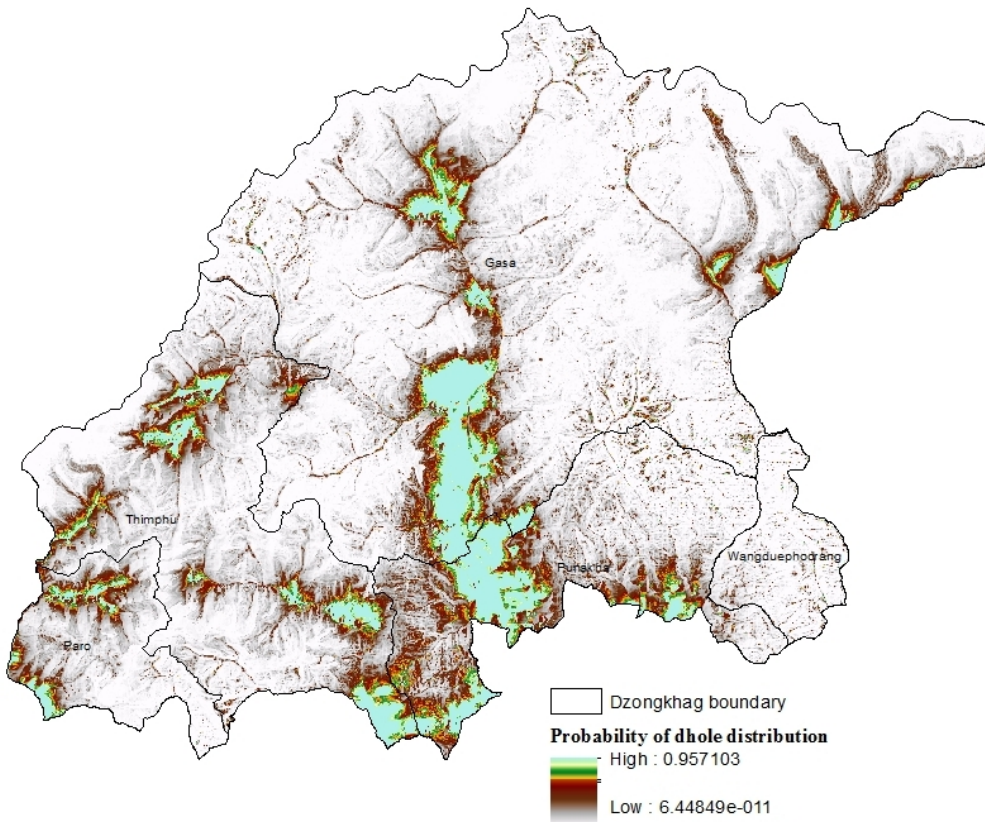 Gasa
Thimphu
Punakha
Wangduephodrang
Paro
Dzongkhag boundary
Probability of dhole distribution
High : 0.957103
Low : 6.44849e-011